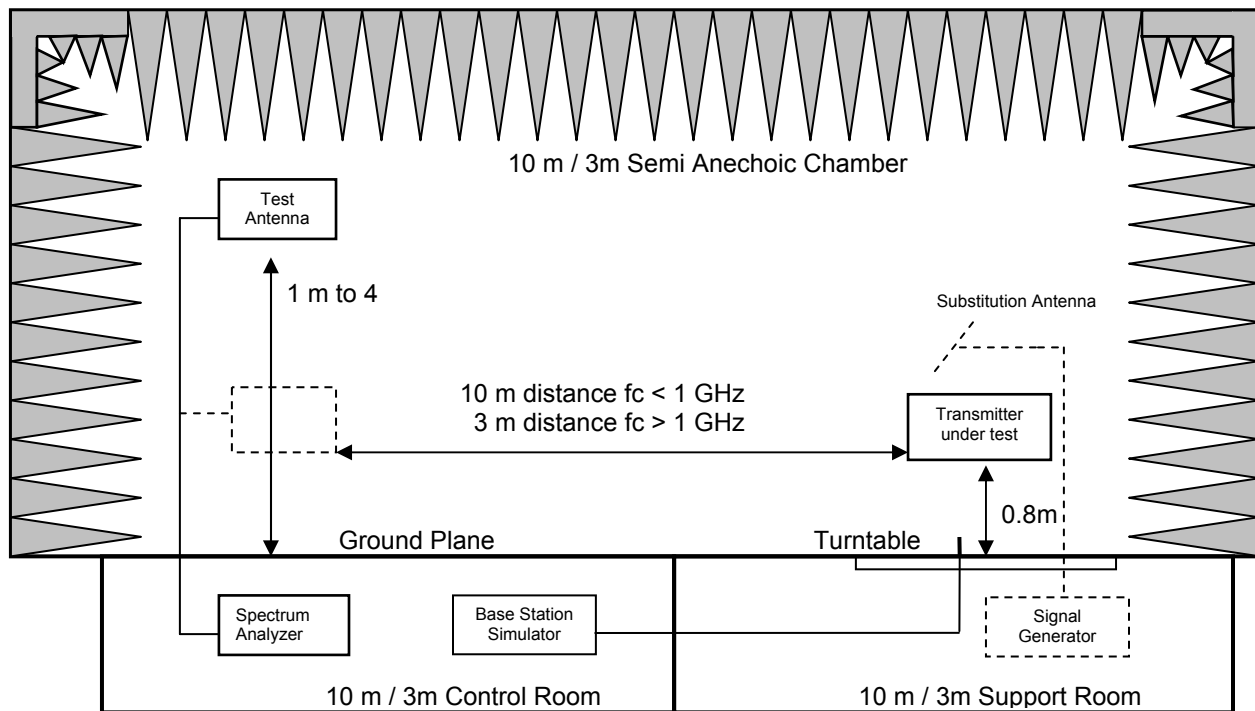 10 m / 3m Semi Anechoic Chamber
Test
Antenna
1 m to 4
Substitution Antenna
10 m distance fc < 1 GHz
3 m distance fc > 1 GHz
Transmitter
under test
0.8m
Ground Plane
Turntable
Spectrum
Analyzer
Base Station
Simulator
Signal
Generator
10 m / 3m Control Room
10 m / 3m Support Room